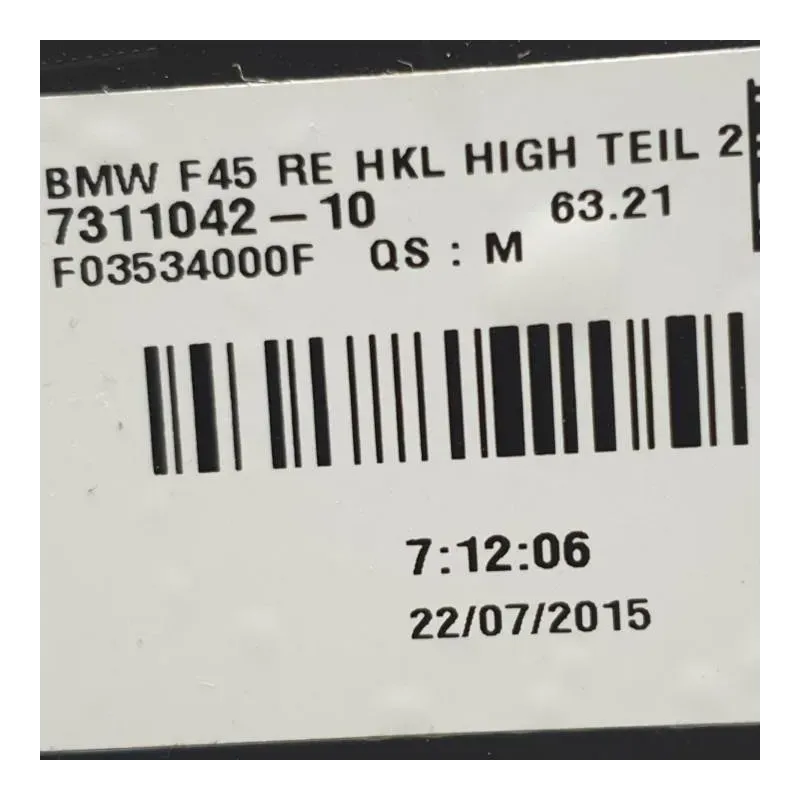 BMW F45 RE HKL HIGH TEIL 2
7311042-10 63.21
F03534000F QS : M
7:12:06
22/07/2015